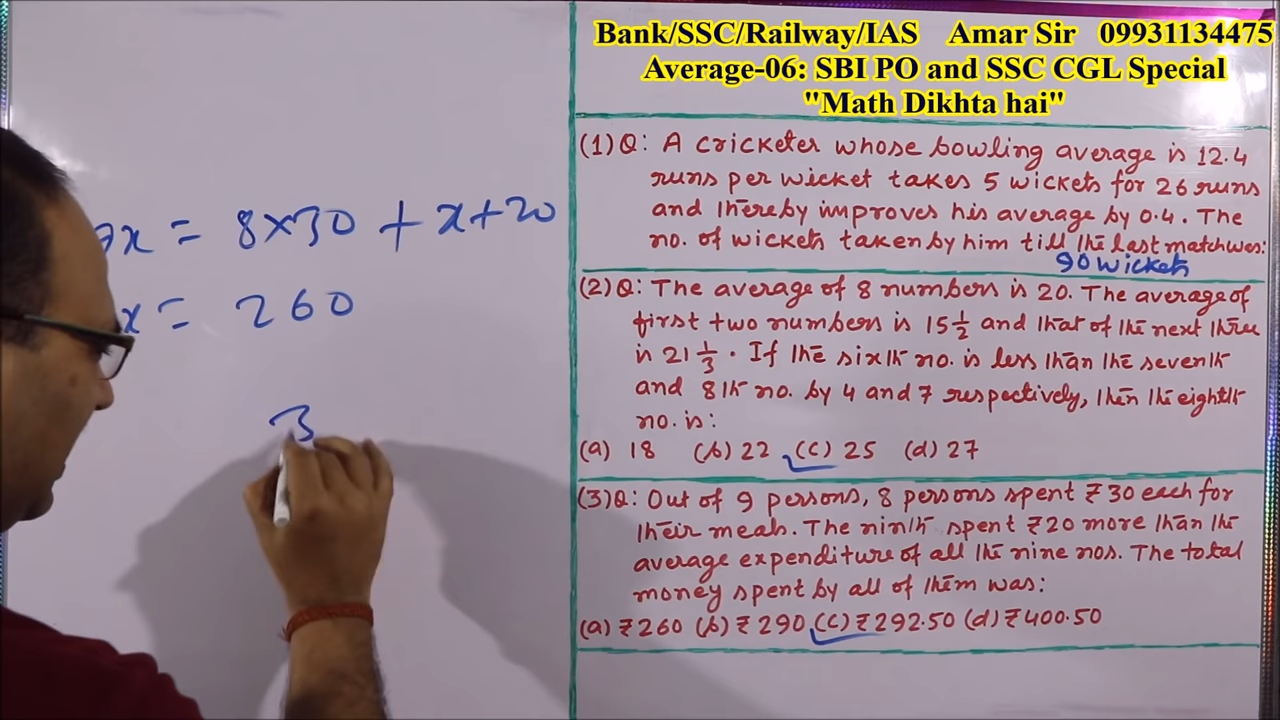 Bank/SSC/Railway/IAS Amar Sir 09931134475
Average-06: SBI PO and SSC CGL Special
"Math Dikhta hai"
x = 8×30 + x+20
x = 260
3
(1) Q: A cricketer whose bowling average is 12.4
runs per wicket takes 5 wickets for 26 runs
and thereby improves his average by 0.4. The
no. of wickets taken by him till the last match was:
90 wickets
(2) Q: The average of 8 numbers is 20. The average of
first two numbers is 15 1/2 and that of the next three
is 21 1/3. If the sixth no. is less than the seventh
and 8th no. by 4 and 7 respectively, then the eighth
no. is:
(a) 18 (b) 22 (c) 25 (d) 27
(3) Q: Out of 9 persons, 8 persons spent ₹30 each for
their meals. The ninth spent ₹20 more than the
average expenditure of all the nine nos. The total
money spent by all of them was:
(a) ₹260 (b) ₹290 (c) ₹292.50 (d) ₹400.50